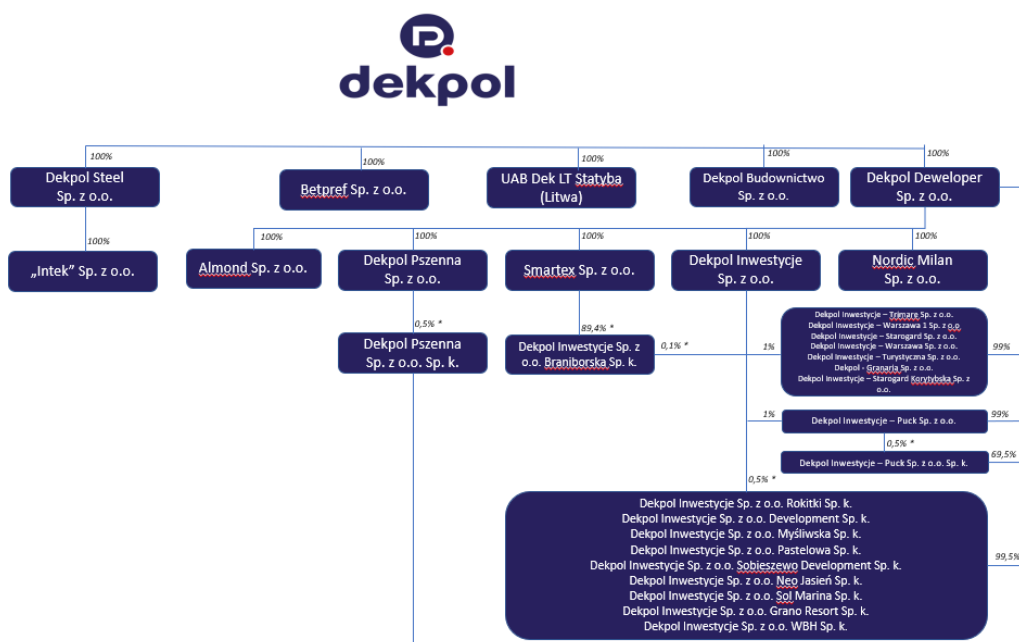 dekpol
100%
100%
100%
100%
100%
Dekpol Steel
Sp. z o.o.
Betpref Sp. z o.o.
UAB Dek LT Statyba
(Litwa)
Dekpol Budownictwo
Sp. z o.o.
Dekpol Deweloper
Sp. z o.o.
100%
100%
100%
100%
100%
100%
„Intek” Sp. z o.o.
Almond Sp. z o.o.
Dekpol Pszenna
Sp. z o.o.
Smartex Sp. z o.o.
Dekpol Inwestycje
Sp. z o.o.
Nordic Milan
Sp. z o.o.
0,5% *
89,4% *
Dekpol Pszenna
Sp. z o.o. Sp. k.
Dekpol Inwestycje Sp. z
o.o. Braniborska Sp. k.
0,1% *
1%
Dekpol Inwestycje – Trimare Sp. z o.o.
Dekpol Inwestycje – Warszawa 1 Sp. z o.o
Dekpol Inwestycje – Starogard Sp. z o.o.
Dekpol Inwestycje – Warszawa Sp. z o.o.
Dekpol Inwestycje – Turystyczna Sp. z o.o.
Dekpol - Granaria Sp. z o.o.
Dekpol Inwestycje – Starogard Korytybska Sp. z
o.o.
99%
1%
Dekpol Inwestycje – Puck Sp. z o.o.
99%
0,5% *
Dekpol Inwestycje – Puck Sp. z o.o. Sp. k.
69,5%
0,5% *
Dekpol Inwestycje Sp. z o.o. Rokitki Sp. k.
Dekpol Inwestycje Sp. z o.o. Development Sp. k.
Dekpol Inwestycje Sp. z o.o. Myśliwska Sp. k.
Dekpol Inwestycje Sp. z o.o. Pastelowa Sp. k.
Dekpol Inwestycje Sp. z o.o. Sobieszewo Development Sp. k.
Dekpol Inwestycje Sp. z o.o. Neo Jasień Sp. k.
Dekpol Inwestycje Sp. z o.o. Sol Marina Sp. k.
Dekpol Inwestycje Sp. z o.o. Grano Resort Sp. k.
Dekpol Inwestycje Sp. z o.o. WBH Sp. k.
99,5%